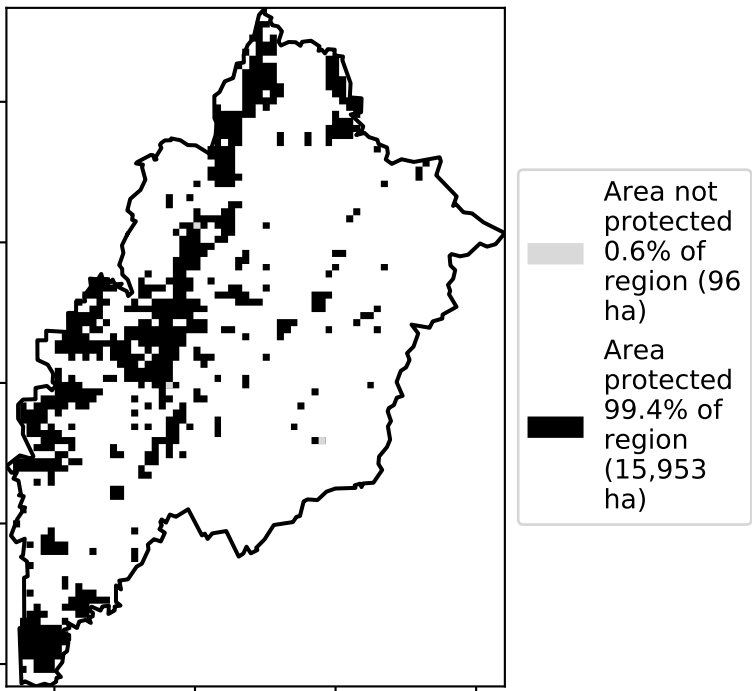 Area not
protected
0.6% of
region (96
ha)
Area
protected
99.4% of
region
(15,953
ha)